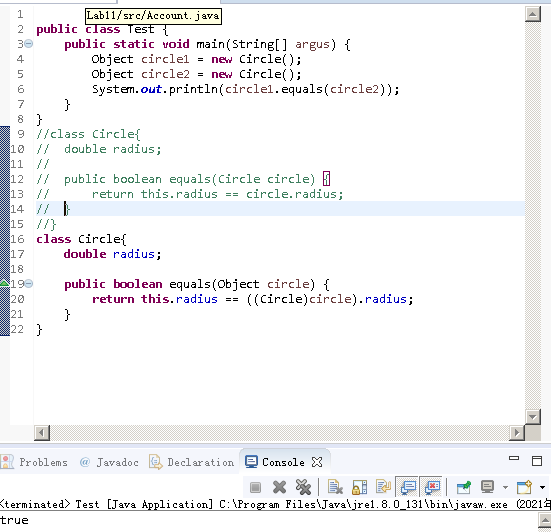 Lab11/src/Account.java
1
2 public class Test {
3 public static void main(String[] argus) {
4 Object circle1 = new Circle();
5 Object circle2 = new Circle();
6 System.out.println(circle1.equals(circle2));
7 }
8 }
9 //class Circle{
10 // double radius;
11 //
12 // public boolean equals(Circle circle) {
13 // return this.radius == circle.radius;
14 // }
15 //}
16 class Circle{
17 double radius;
18
19 public boolean equals(Object circle) {
20 return this.radius == ((Circle)circle).radius;
21 }
22 }
Problems @ Javadoc Declaration Console
<terminated> Test [Java Application] C:\Program Files\Java\jre1.8.0_131\bin\javaw.exe (2021
true